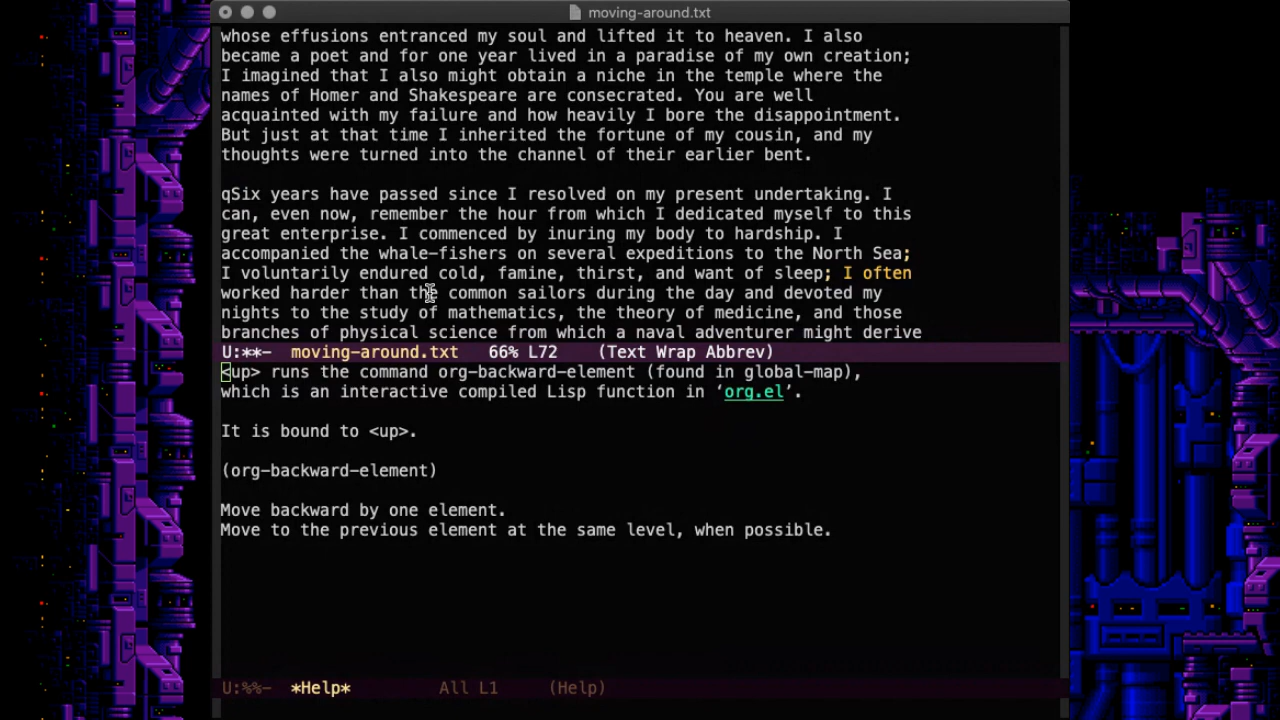 moving-around.txt
whose effusions entranced my soul and lifted it to heaven. I also
became a poet and for one year lived in a paradise of my own creation;
I imagined that I also might obtain a niche in the temple where the
names of Homer and Shakespeare are consecrated. You are well
acquainted with my failure and how heavily I bore the disappointment.
But just at that time I inherited the fortune of my cousin, and my
thoughts were turned into the channel of their earlier bent.
qSix years have passed since I resolved on my present undertaking. I
can, even now, remember the hour from which I dedicated myself to this
great enterprise. I commenced by inuring my body to hardship. I
accompanied the whale-fishers on several expeditions to the North Sea;
I voluntarily endured cold, famine, thirst, and want of sleep; I often
worked harder than the common sailors during the day and devoted my
nights to the study of mathematics, the theory of medicine, and those
branches of physical science from which a naval adventurer might derive
U:**-  moving-around.txt   66% L72    (Text Wrap Abbrev)
<up> runs the command org-backward-element (found in global-map),
which is an interactive compiled Lisp function in ‘org.el’.
It is bound to <up>.
(org-backward-element)
Move backward by one element.
Move to the previous element at the same level, when possible.
U:%%-  *Help*         All L1     (Help)